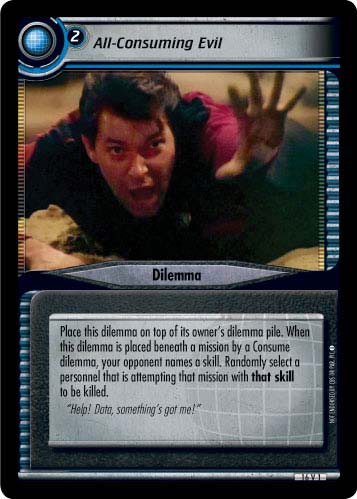 2
All-Consuming Evil
Dilemma
Place this dilemma on top of its owner's dilemma pile. When
this dilemma is placed beneath a mission by a Consume
dilemma, your opponent names a skill. Randomly select a
personnel that is attempting that mission with that skill
to be killed.
"Help! Data, something's got me!"
14 V 1